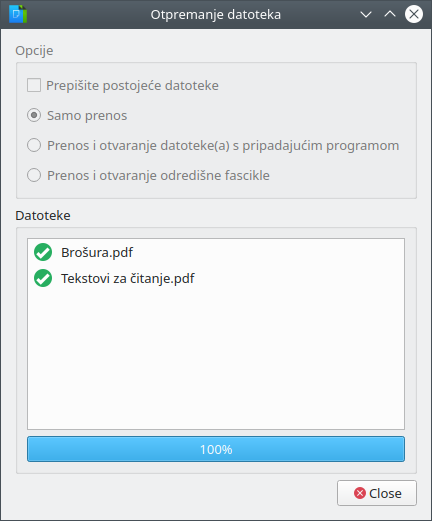 Otpremanje datoteka
Opcije
Prepišite postojeće datoteke
Samo prenos
Prenos i otvaranje datoteke(a) s pripadajućim programom
Prenos i otvaranje odredišne fascikle
Datoteke
Brošura.pdf
Tekstovi za čitanje.pdf
100%
Close